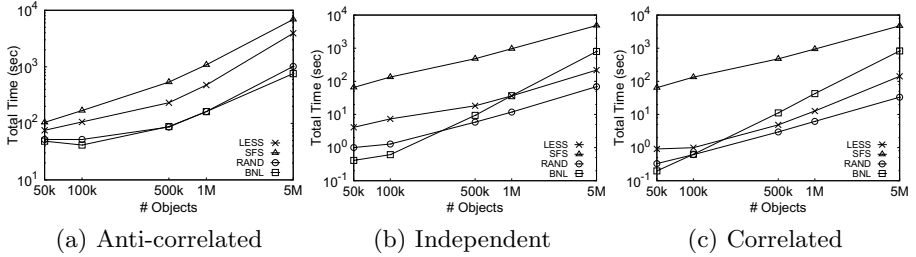 10^4
10^3
10^2
10^1
Total Time (sec)
50k 100k 500k 1M 5M
# Objects
LESS
SFS
RAND
BNL
(a) Anti-correlated
10^4
10^3
10^2
10^1
10^0
10^-1
Total Time (sec)
50k 100k 500k 1M 5M
# Objects
LESS
SFS
RAND
BNL
(b) Independent
10^4
10^3
10^2
10^1
10^0
10^-1
Total Time (sec)
50k 100k 500k 1M 5M
# Objects
LESS
SFS
RAND
BNL
(c) Correlated